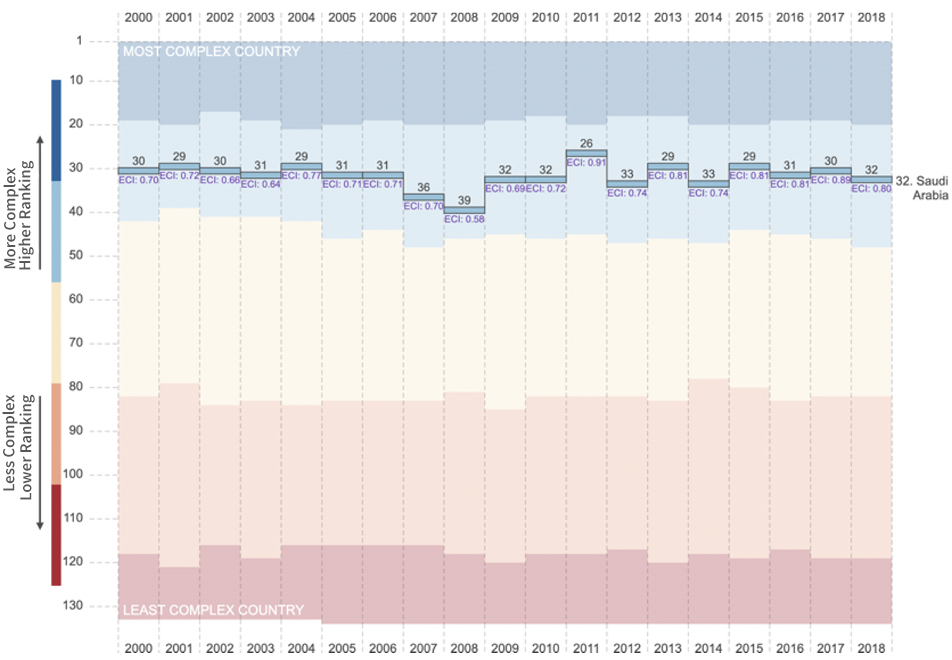 2000 2001 2002 2003 2004 2005 2006 2007 2008 2009 2010 2011 2012 2013 2014 2015 2016 2017 2018
1
MOST COMPLEX COUNTRY
10
20
30
40
50
60
70
80
90
100
110
120
130
More Complex
Higher Ranking
Less Complex
Lower Ranking
30 29 30 31 29 31 31 36 39 32 32 26 33 29 33 29 31 30 32
ECI: 0.70 ECI: 0.72 ECI: 0.66 ECI: 0.64 ECI: 0.77 ECI: 0.71 ECI: 0.71 ECI: 0.70 ECI: 0.58 ECI: 0.69 ECI: 0.72 ECI: 0.91 ECI: 0.74 ECI: 0.81 ECI: 0.74 ECI: 0.81 ECI: 0.81 ECI: 0.89 ECI: 0.80
32. Saudi
Arabia
LEAST COMPLEX COUNTRY
2000 2001 2002 2003 2004 2005 2006 2007 2008 2009 2010 2011 2012 2013 2014 2015 2016 2017 2018